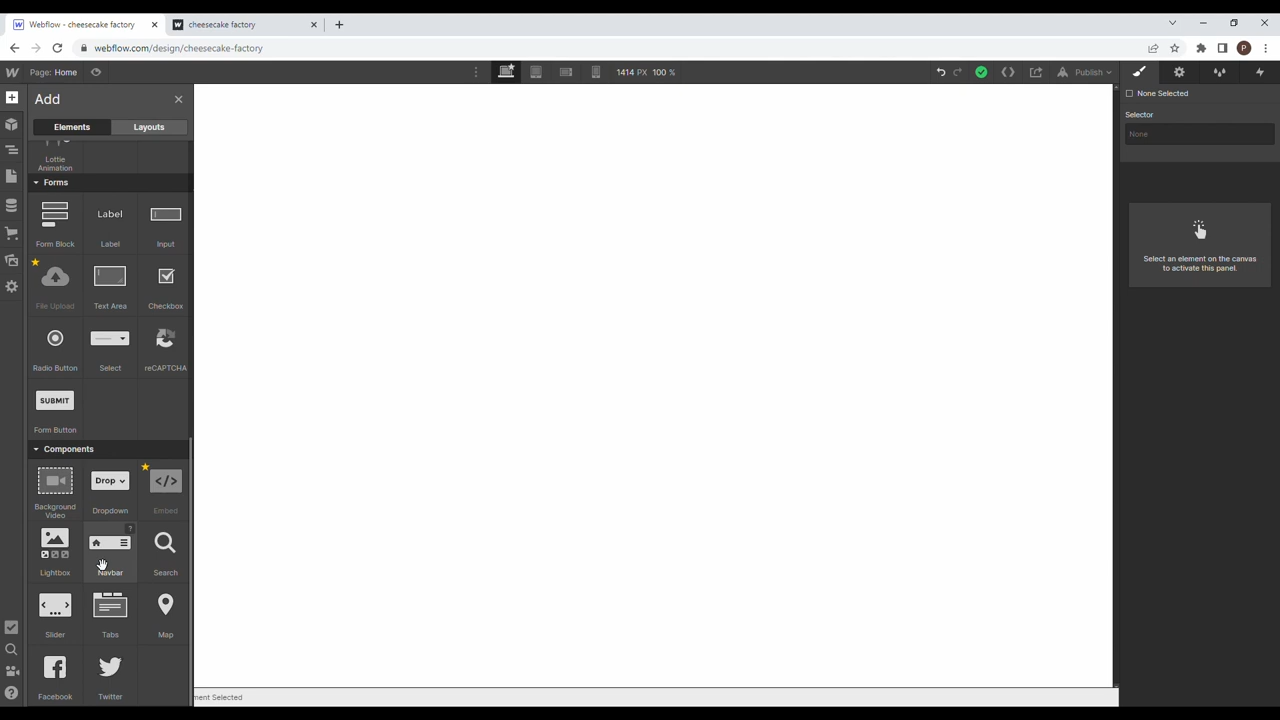 Webflow - cheesecake factory
cheesecake factory
webflow.com/design/cheesecake-factory
P
Page: Home
1414 PX 100 %
Publish
Add
None Selected
Elements
Layouts
Selector
None
Lottie
Animation
Forms
Label
Form Block
Label
Input
Select an element on the canvas
to activate this panel.
File Upload
Text Area
Checkbox
Radio Button
Select
reCAPTCHA
SUBMIT
Form Button
Components
Drop
</>
Background
Video
Dropdown
Embed
?
Lightbox
Navbar
Search
Slider
Tabs
Map
Facebook
Twitter
ment Selected